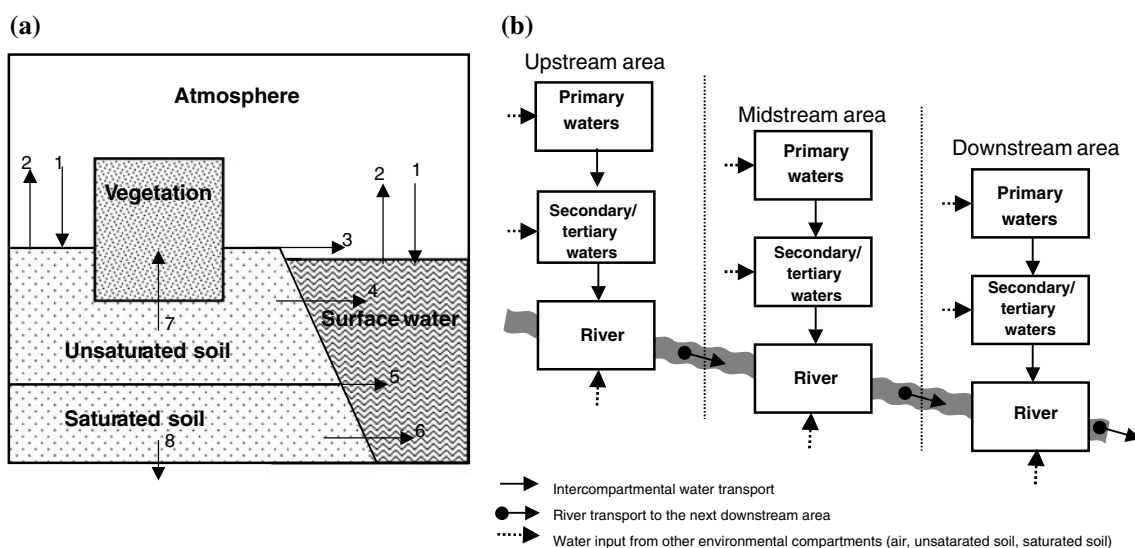 (a)
Atmosphere
2
1
Vegetation
2
1
3
4
Surface water
7
Unsaturated soil
5
Saturated soil
6
8
(b)
Upstream area
Primary
waters
Secondary/
tertiary
waters
River
Midstream area
Primary
waters
Secondary/
tertiary
waters
River
Downstream area
Primary
waters
Secondary/
tertiary
waters
River
Intercompartmental water transport
River transport to the next downstream area
Water input from other environmental compartments (air, unsatarated soil, saturated soil)